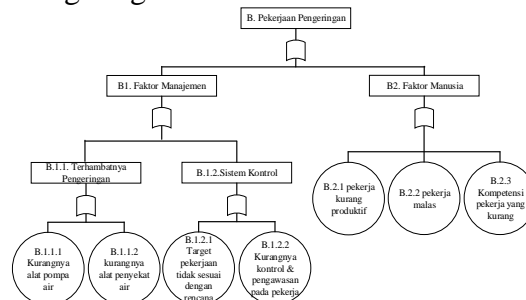 B. Pekerjaan Pengeringan
B1. Faktor Manajemen
B2. Faktor Manusia
B.1.1. Terhambatnya
Pengeringan
B.1.2.Sistem Kontrol
B.2.1 pekerja
kurang
produktif
B.2.2 pekerja
malas
B.2.3
Kompetensi
pekerja yang
kurang
B.1.1.1
Kurangnya
alat pompa
air
B.1.1.2
kurangnya
alat penyekat
air
B.1.2.1
Target
pekerjaan
tidak sesuai
dengan
rencana
B.1.2.2
Kurangnya
kontrol &
pengawasan
pada pekerja